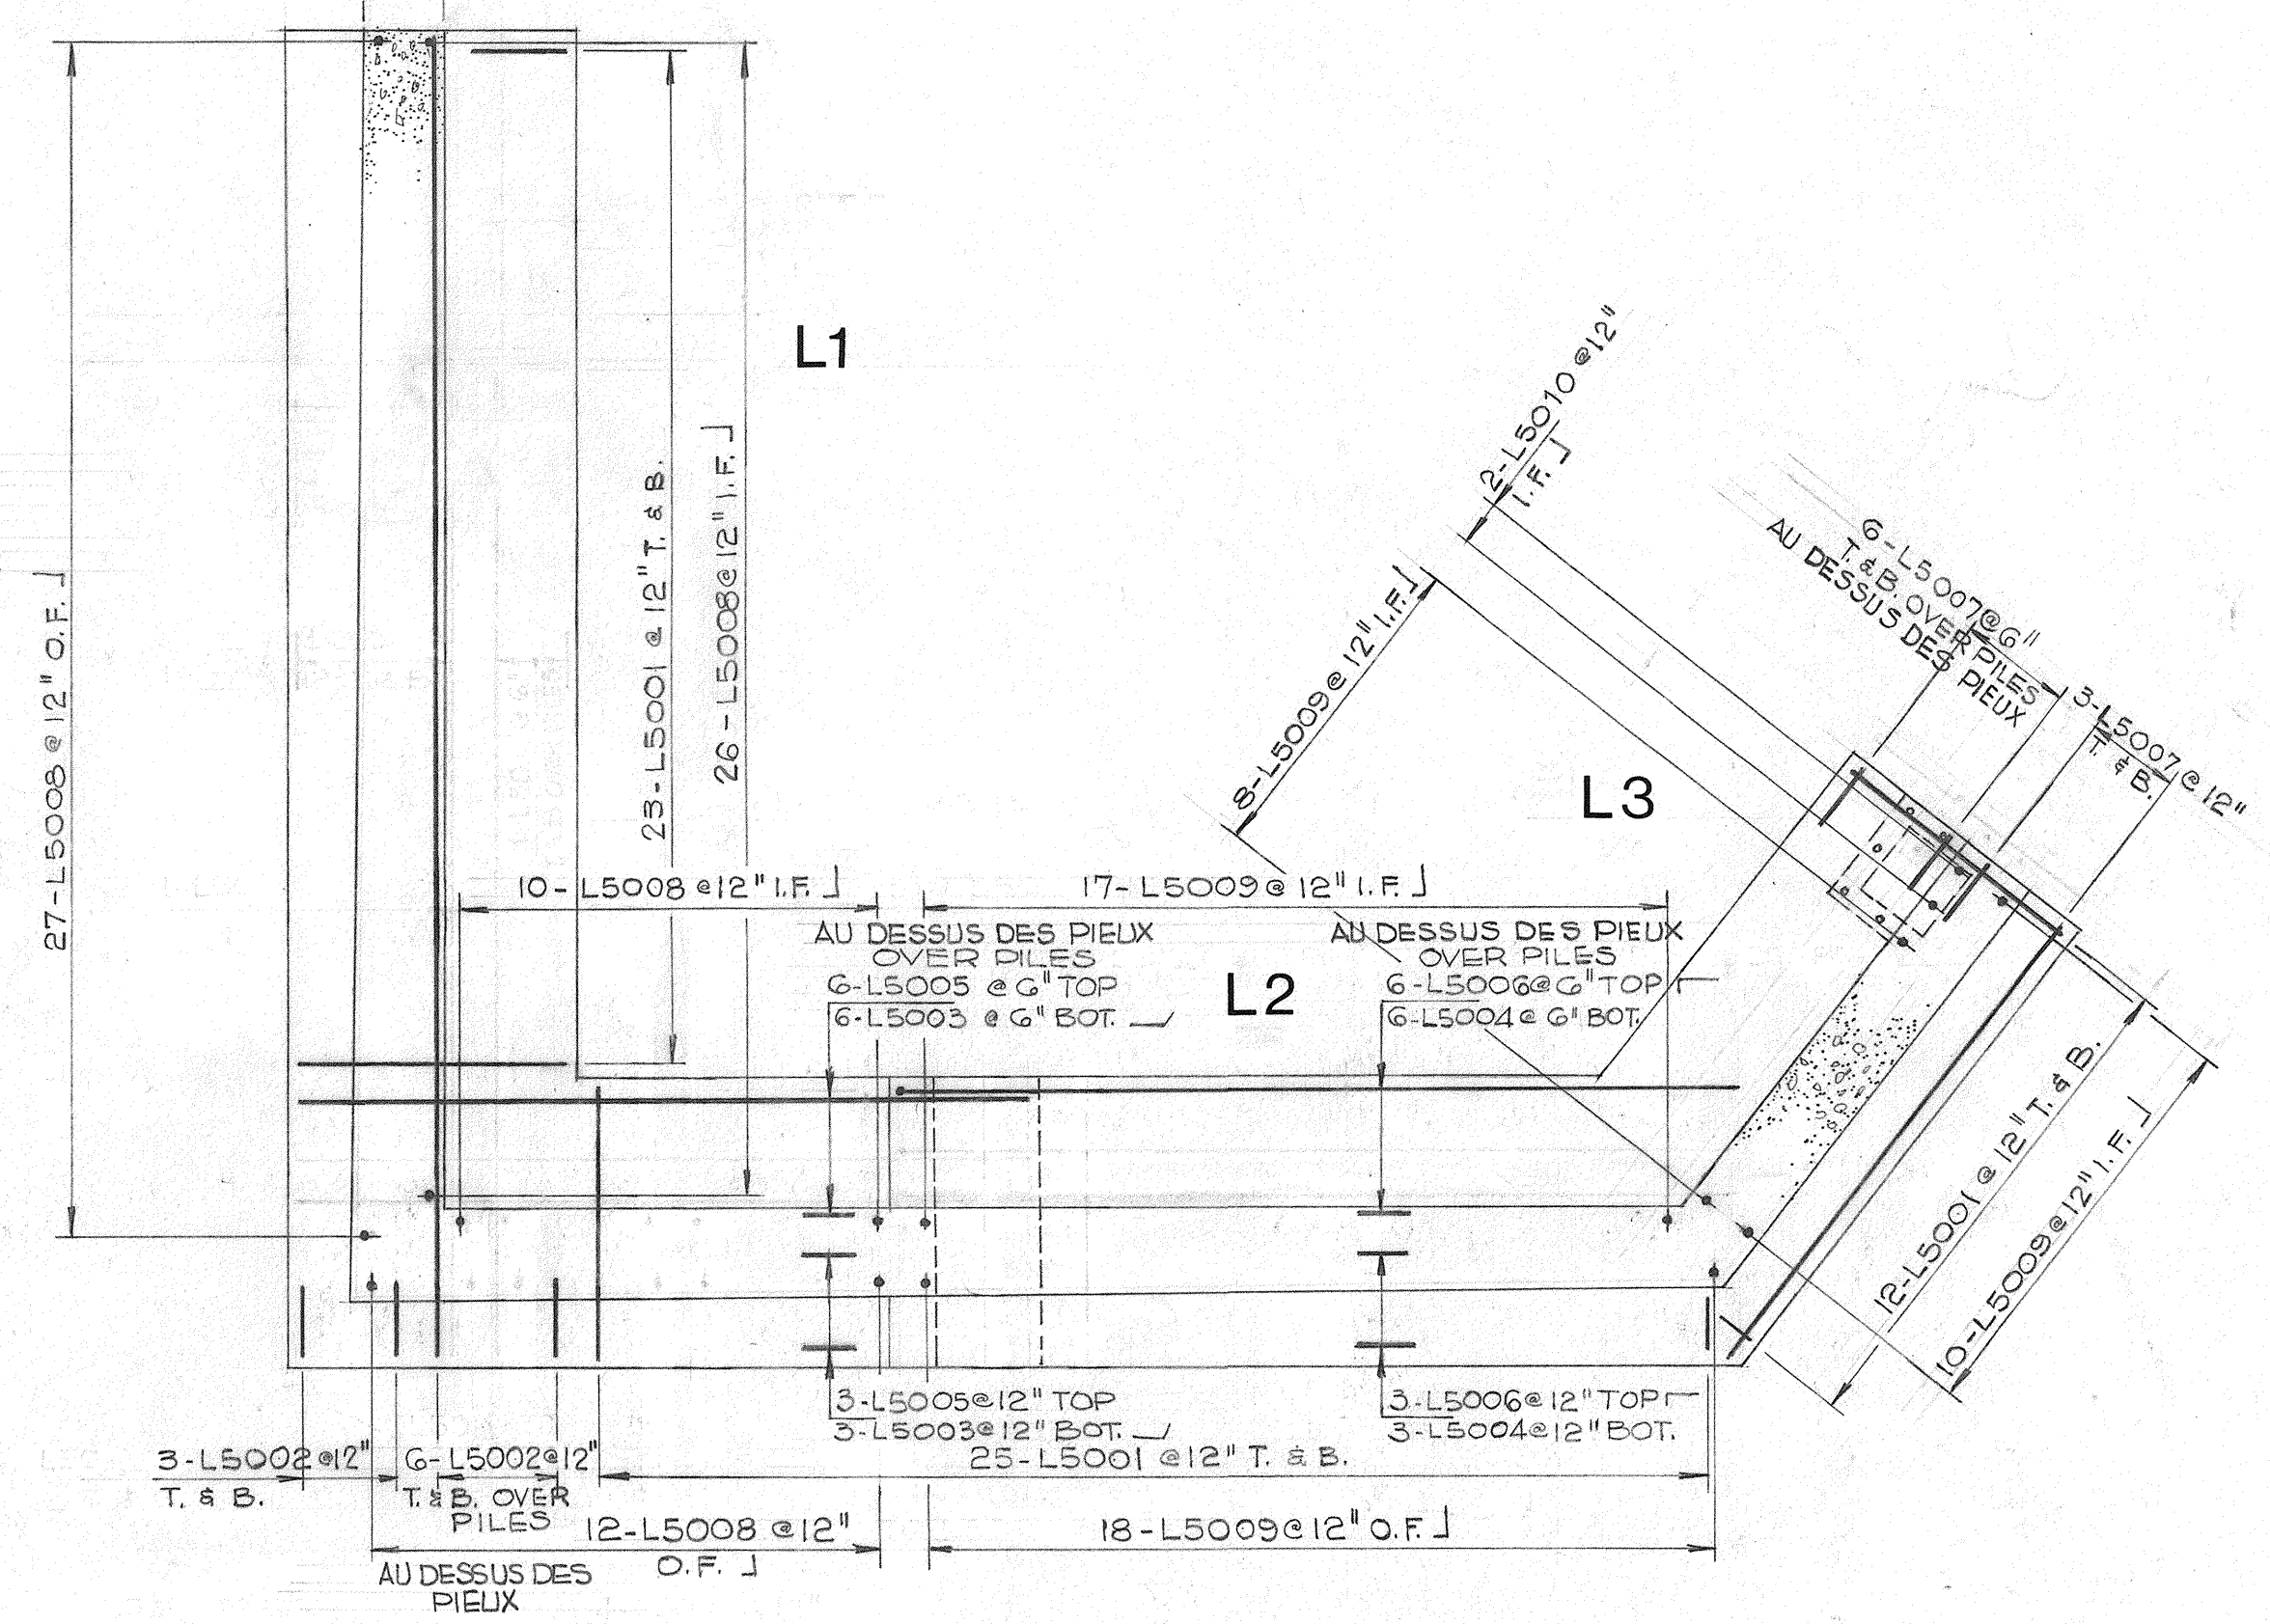 L1
27-L5008 @ 12" O.F.
23-L5001 @ 12" T. & B.
26-L5008 @ 12" I.F.
2-L5010 @ 12"
I.F.
6-L5007 @ 6"
T. & B. OVER PILES
AU DESSUS DES PIEUX
3-L5007 @ 12"
T. & B.
8-L5009 @ 12" I.F.
L3
10-L5008 @ 12" I.F.
17-L5009 @ 12" I.F.
AU DESSUS DES PIEUX
OVER PILES
6-L5005 @ 6" TOP
6-L5003 @ 6" BOT.
L2
AU DESSUS DES PIEUX
OVER PILES
6-L5006 @ 6" TOP
6-L5004 @ 6" BOT.
12-L5001 @ 12" T. & B.
10-L5009 @ 12" I.F.
3-L5005 @ 12" TOP
3-L5003 @ 12" BOT.
3-L5006 @ 12" TOP
3-L5004 @ 12" BOT.
3-L5002 @ 12"
T. & B.
6-L5002 @ 12"
T. & B. OVER
PILES
AU DESSUS DES
PIEUX
25-L5001 @ 12" T. & B.
12-L5008 @ 12"
O.F.
18-L5009 @ 12" O.F.